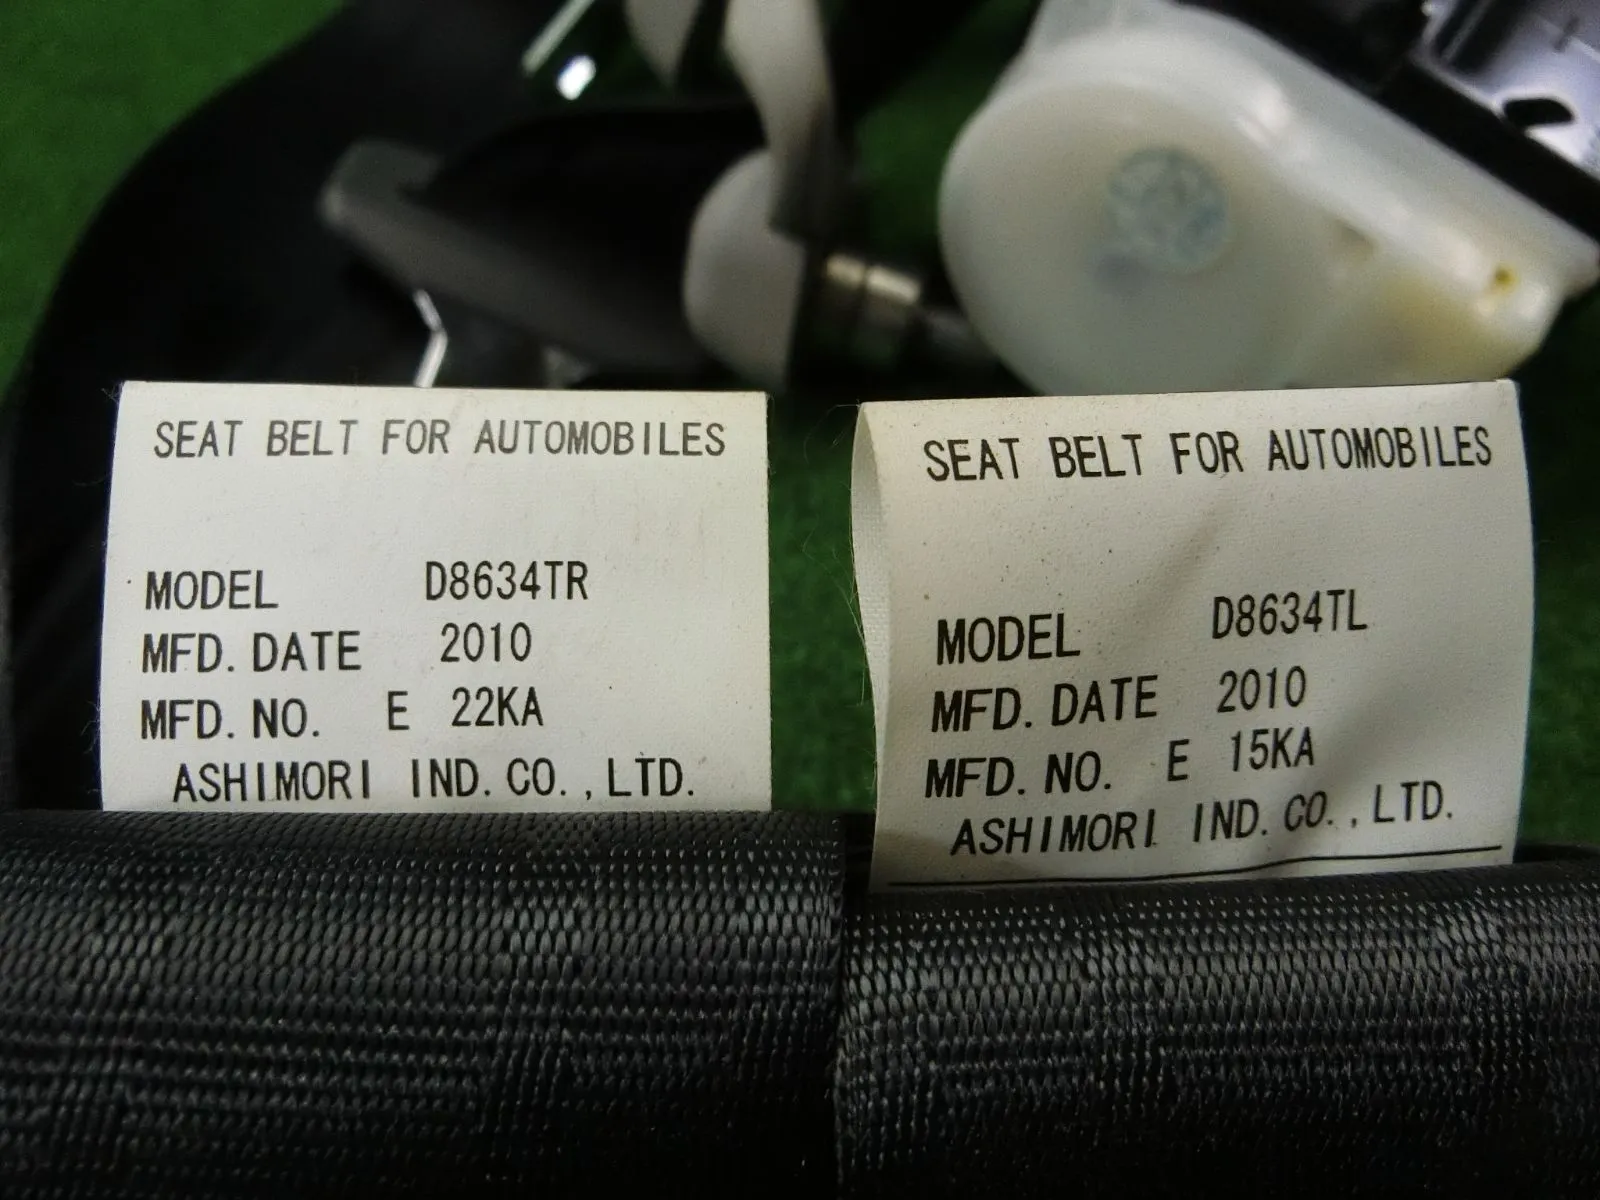 SEAT BELT FOR AUTOMOBILES
MODEL D8634TR
MFD. DATE 2010
MFD. NO. E 22KA
ASHIMORI IND. CO., LTD.
SEAT BELT FOR AUTOMOBILES
MODEL D8634TL
MFD. DATE 2010
MFD. NO. E 15KA
ASHIMORI IND. CO., LTD.